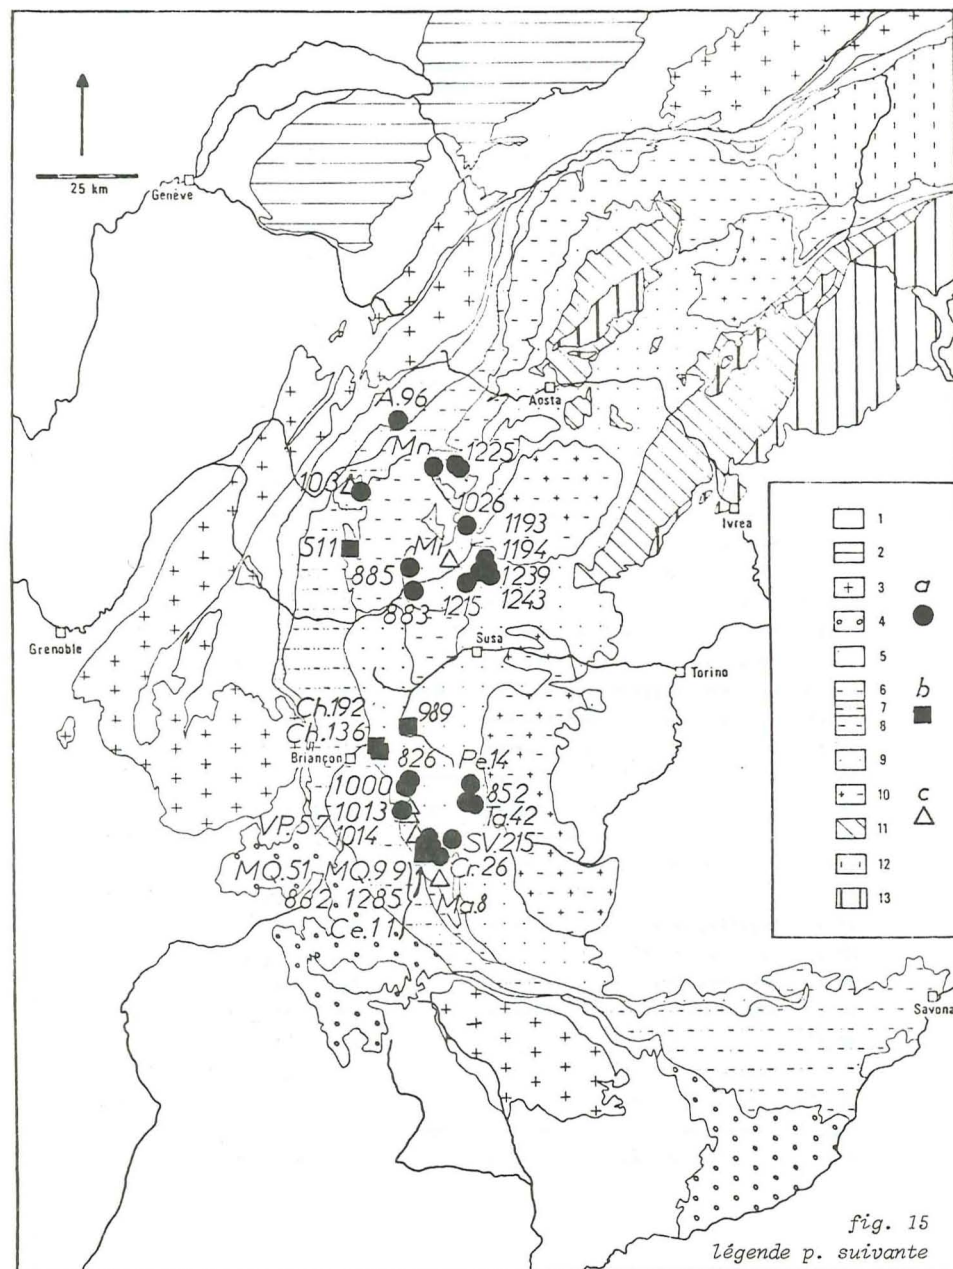 25 km
Genève
Aosta
A.96
Mn
1225
103
1026
Ivrea
1193
511
Mi
1194
885
1239
883
1215
1243
Grenoble
Susa
Torino
Ch.192
989
Ch.136
Briançon
826
Pe.14
1000
852
1013
Ta.42
VP.57
1014
SV.215
MQ.51
MQ.99
Cr.26
862
1285
Ma.8
Ce.11
Savona
1
2
3
a
4
5
6
b
7
8
9
10
c
11
12
13
fig. 15
légende p. suivante